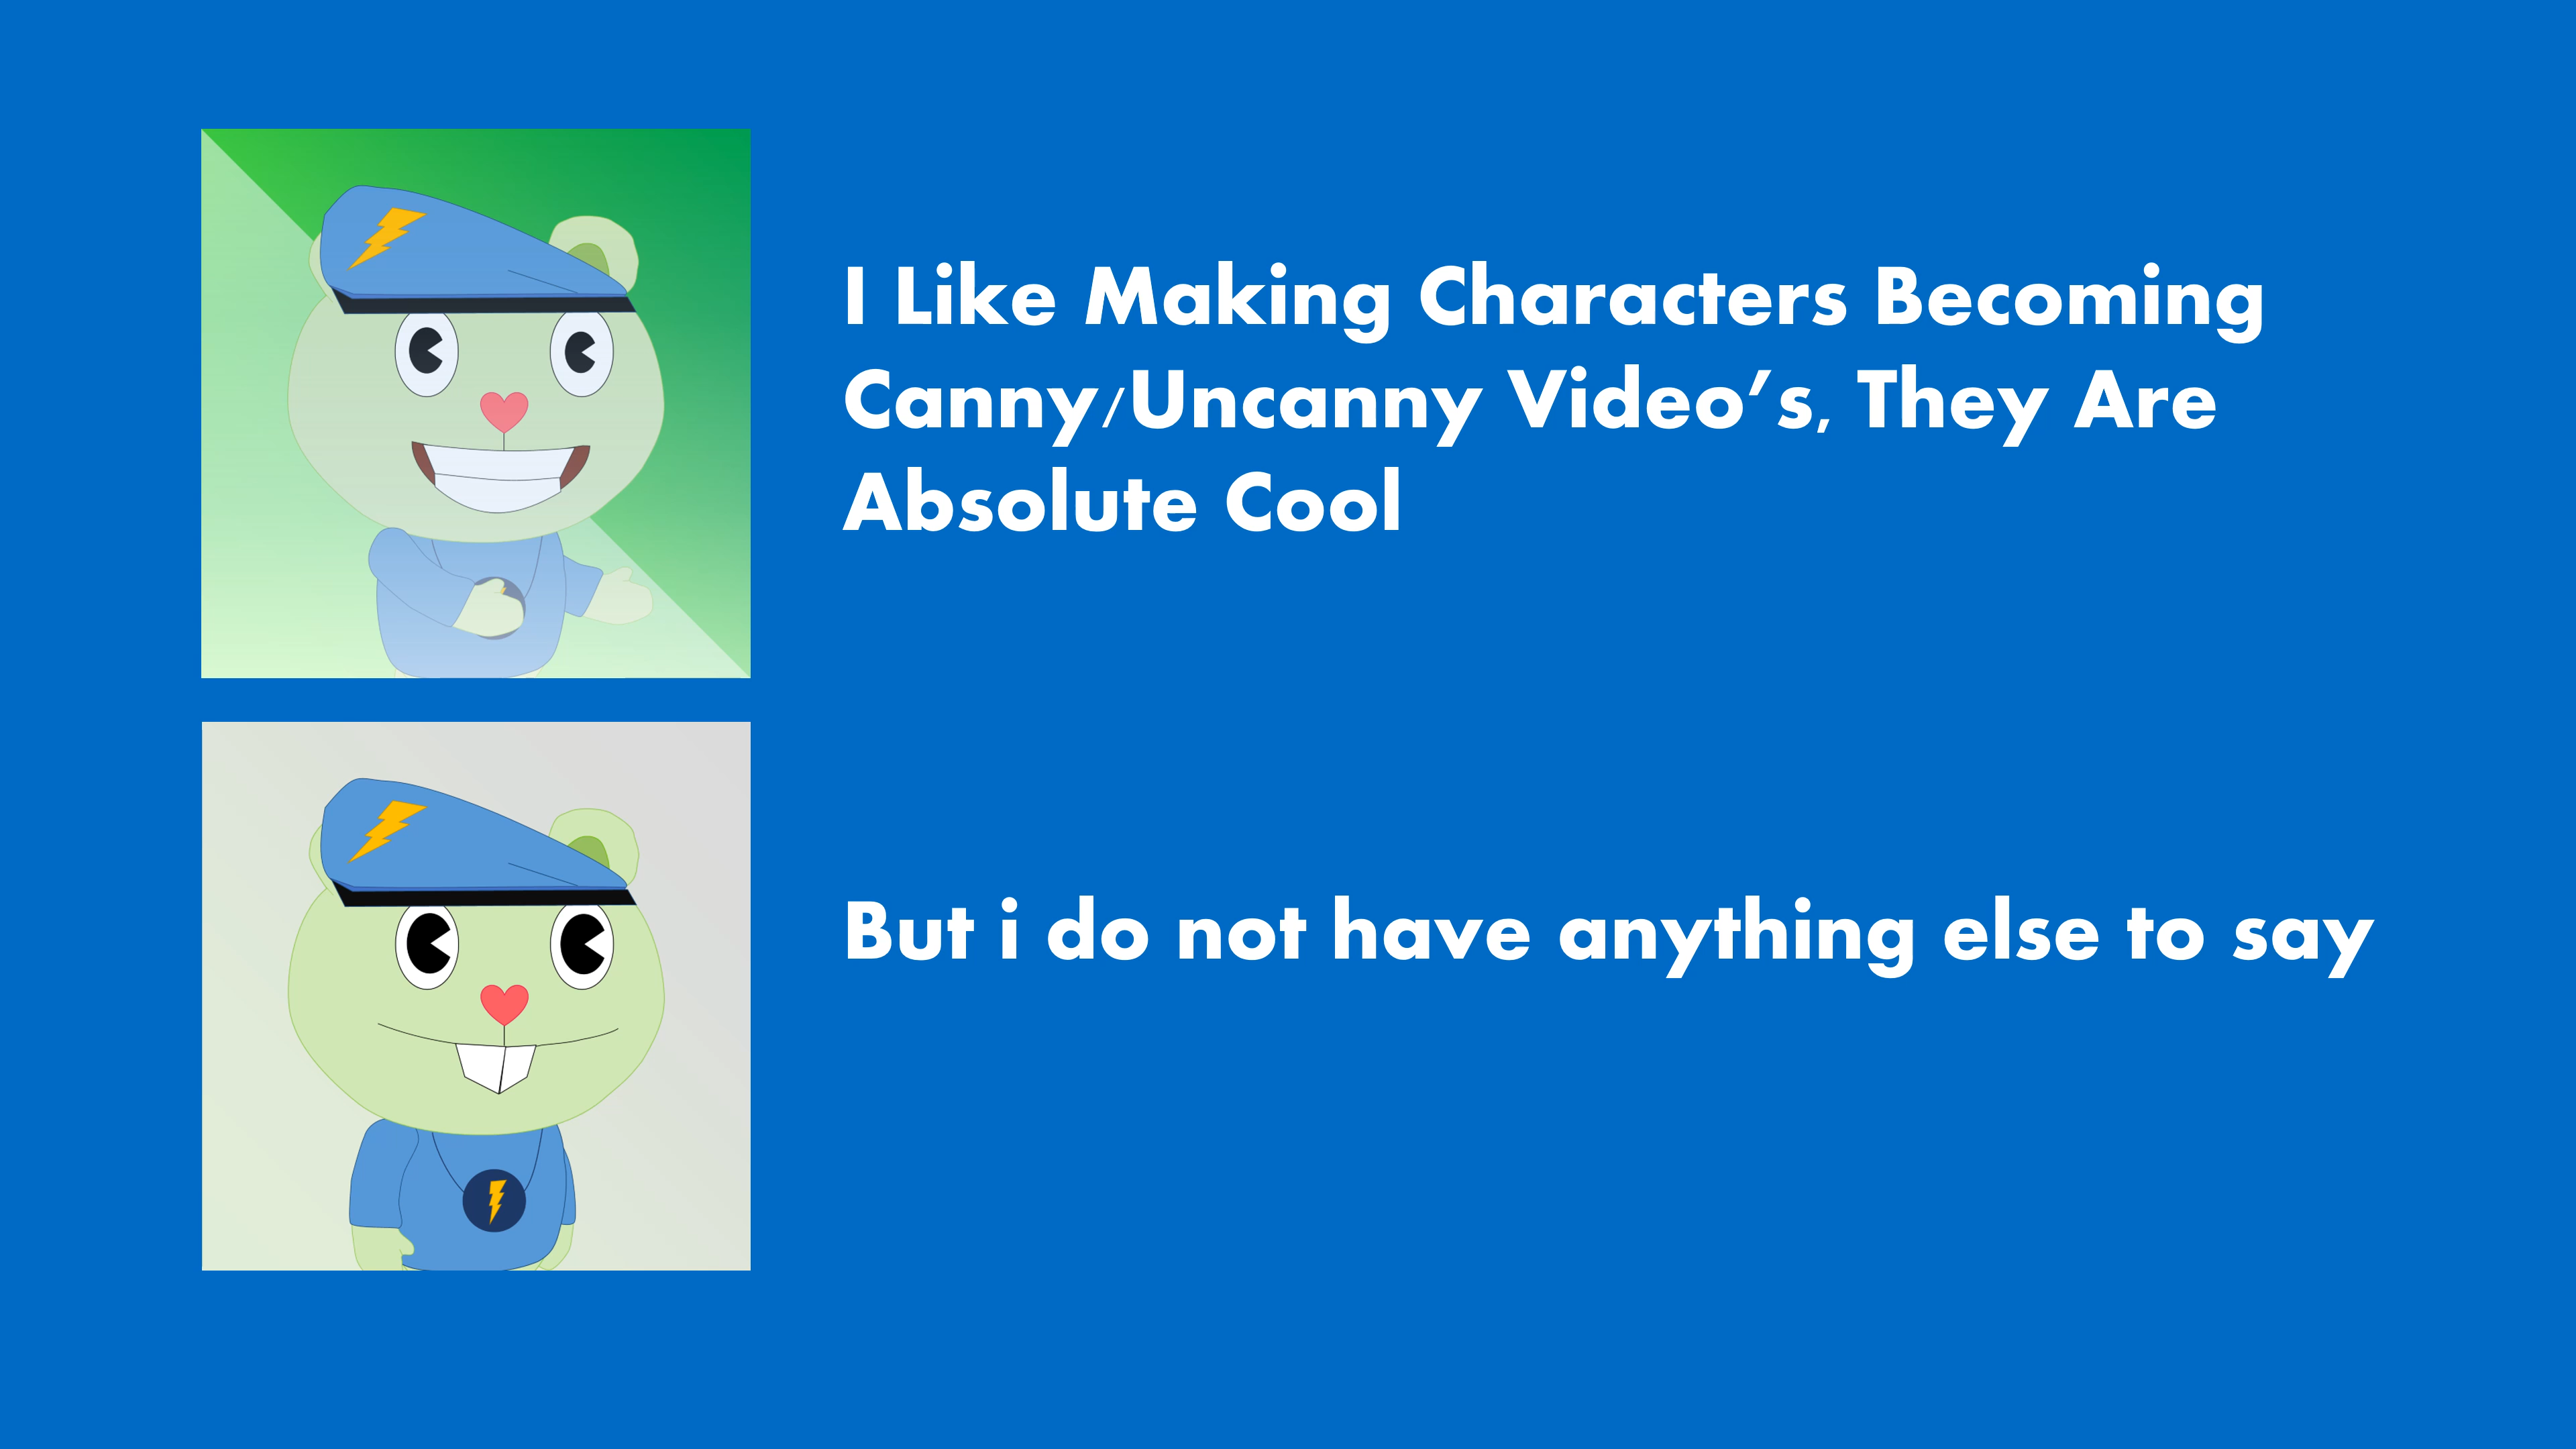 I Like Making Characters Becoming
Canny/Uncanny Video’s, They Are
Absolute Cool
But i do not have anything else to say